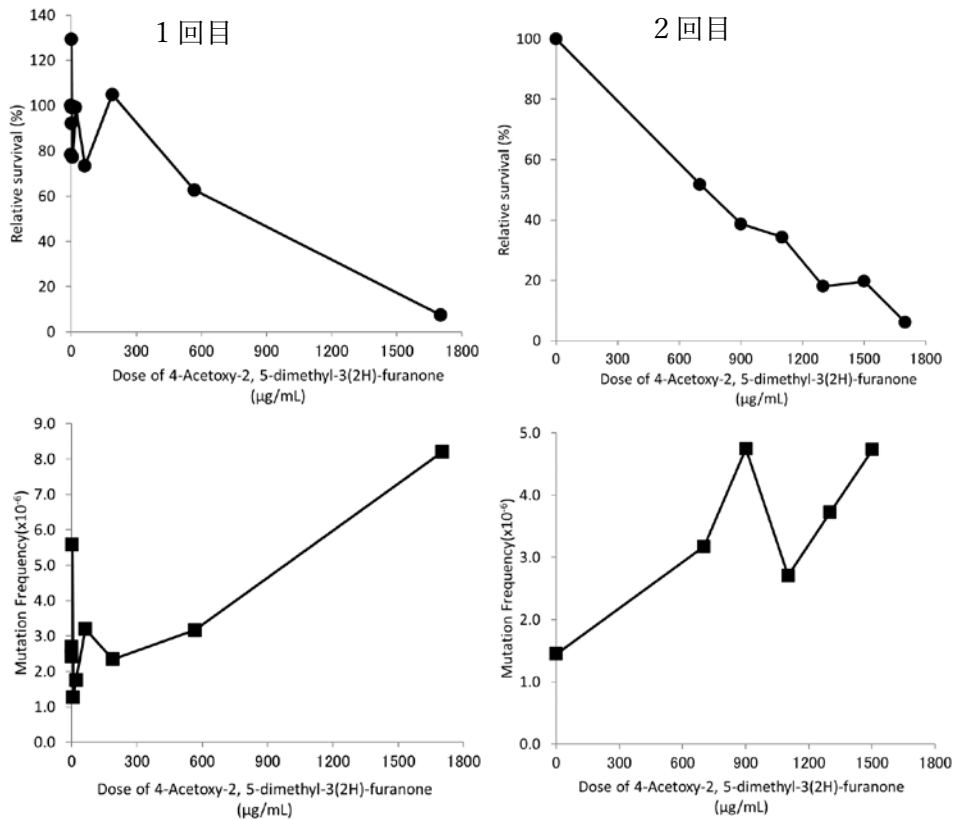 1回目
140
120
100
80
60
40
20
0
Relative survival (%)
0 300 600 900 1200 1500 1800
Dose of 4-Acetoxy-2, 5-dimethyl-3(2H)-furanone
(µg/mL)
2回目
100
80
60
40
20
0
Relative survival (%)
0 300 600 900 1200 1500 1800
Dose of 4-Acetoxy-2, 5-dimethyl-3(2H)-furanone
(µg/mL)
9.0
8.0
7.0
6.0
5.0
4.0
3.0
2.0
1.0
0.0
Mutation Frequency(x10⁻⁶)
0 300 600 900 1200 1500 1800
Dose of 4-Acetoxy-2, 5-dimethyl-3(2H)-furanone
(µg/mL)
5.0
4.0
3.0
2.0
1.0
0.0
Mutation Frequency(x10⁻⁶)
0 300 600 900 1200 1500 1800
Dose of 4-Acetoxy-2, 5-dimethyl-3(2H)-furanone
(µg/mL)